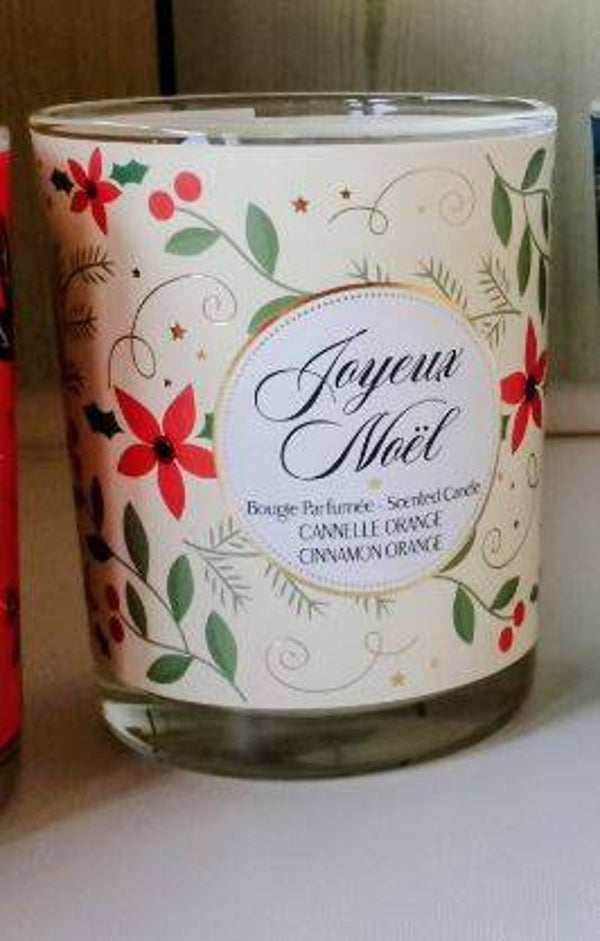 Joyeux
Noël
Bougie Parfumée - Scented Candle
CANNELLE ORANGE
CINNAMON ORANGE